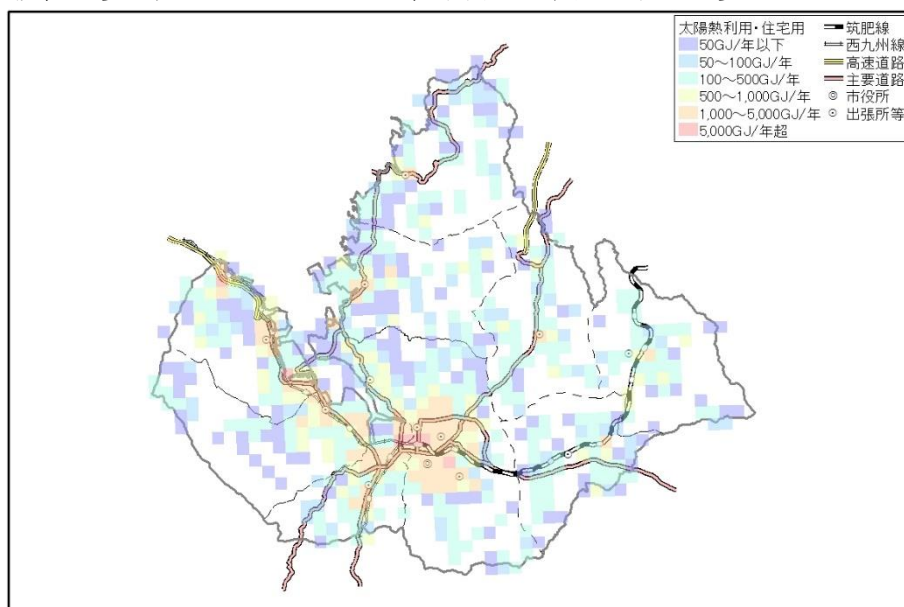 太陽熱利用・住宅用
50GJ/年以下
50～100GJ/年
100～500GJ/年
500～1,000GJ/年
1,000～5,000GJ/年
5,000GJ/年超
筑肥線
西九州線
高速道路
主要道路
市役所
出張所等